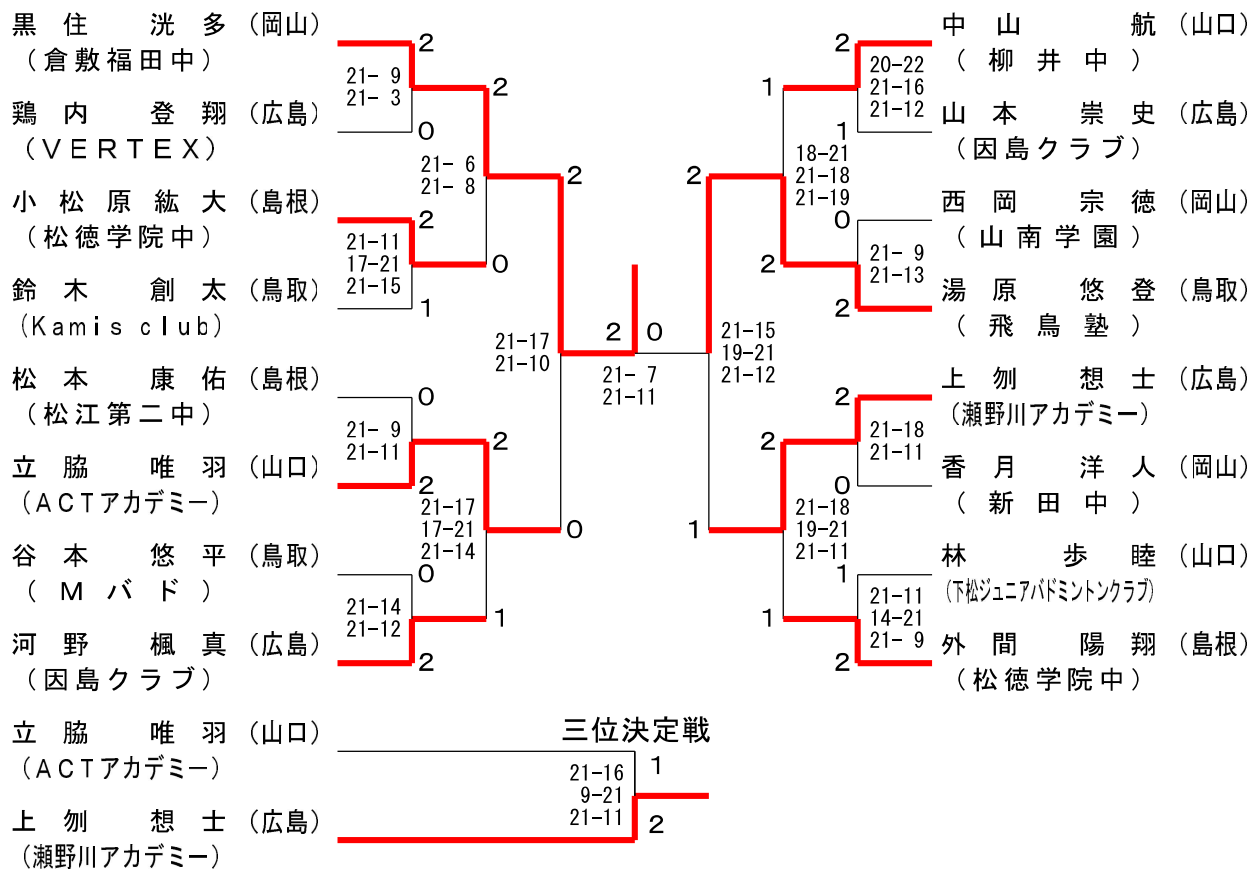 黒住 洸多 (岡山)
(倉敷福田中)
鶏内 登翔 (広島)
(VERTEX)
小松原紘大 (島根)
(松徳学院中)
鈴木 創太 (鳥取)
(Kamis club)
松本 康佑 (島根)
(松江第二中)
立脇 唯羽 (山口)
(ACTアカデミー)
谷本 悠平 (鳥取)
(Mバド)
河野 楓真 (広島)
(因島クラブ)
2
21- 9
21- 3
0
2
21-11
17-21
21-15
1
0
21- 9
21-11
2
0
21-14
21-12
2
2
21- 6
21- 8
0
2
21-17
17-21
21-14
1
2
21-17
21-10
0
2 0
21- 7
21-11
2
21-15
19-21
21-12
1
1
18-21
21-18
21-19
2
2
21-18
19-21
21-11
1
2
20-22
21-16
21-12
1
0
21- 9
21-13
2
2
21-18
21-11
0
1
21-11
14-21
21- 9
2
中山 航 (山口)
(柳井中)
山本 崇史 (広島)
(因島クラブ)
西岡 宗徳 (岡山)
(山南学園)
湯原 悠登 (鳥取)
(飛鳥塾)
上刎 想士 (広島)
(瀬野川アカデミー)
香月 洋人 (岡山)
(新田中)
林 歩睦 (山口)
(下松ジュニアバドミントンクラブ)
外間 陽翔 (島根)
(松徳学院中)
三位決定戦
立脇 唯羽 (山口)
(ACTアカデミー)
上刎 想士 (広島)
(瀬野川アカデミー)
1
21-16
9-21
21-11
2